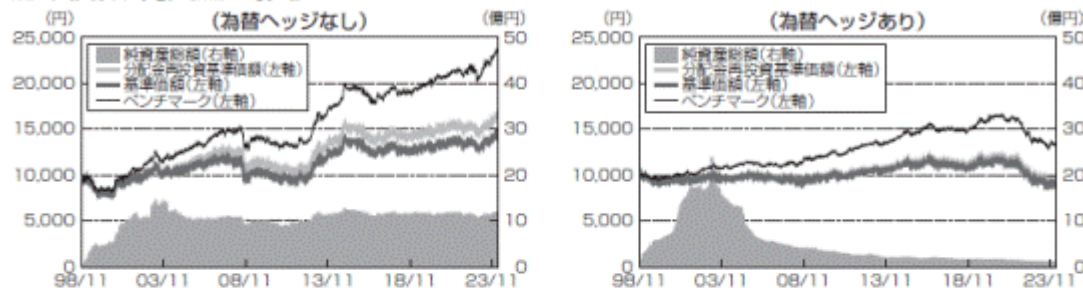 (円) (為替ヘッジなし) (億円)
25,000 50
純資産総額(右軸)
分配金再投資基準価額(左軸)
基準価額(左軸)
ベンチマーク(左軸)
20,000 40
15,000 30
10,000 20
5,000 10
0 0
98/11 03/11 08/11 13/11 18/11 23/11
(円) (為替ヘッジあり) (億円)
25,000 50
純資産総額(右軸)
分配金再投資基準価額(左軸)
基準価額(左軸)
ベンチマーク(左軸)
20,000 40
15,000 30
10,000 20
5,000 10
0 0
98/11 03/11 08/11 13/11 18/11 23/11